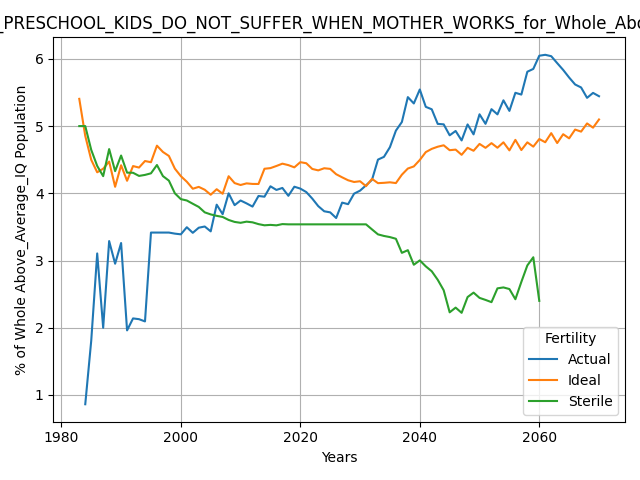 _PRESCHOOL_KIDS_DO_NOT_SUFFER_WHEN_MOTHER_WORKS_for_Whole_Abo
% of Whole Above_Average_IQ Population
6
5
4
3
2
1
1980
2000
2020
2040
2060
Years
Fertility
Actual
Ideal
Sterile